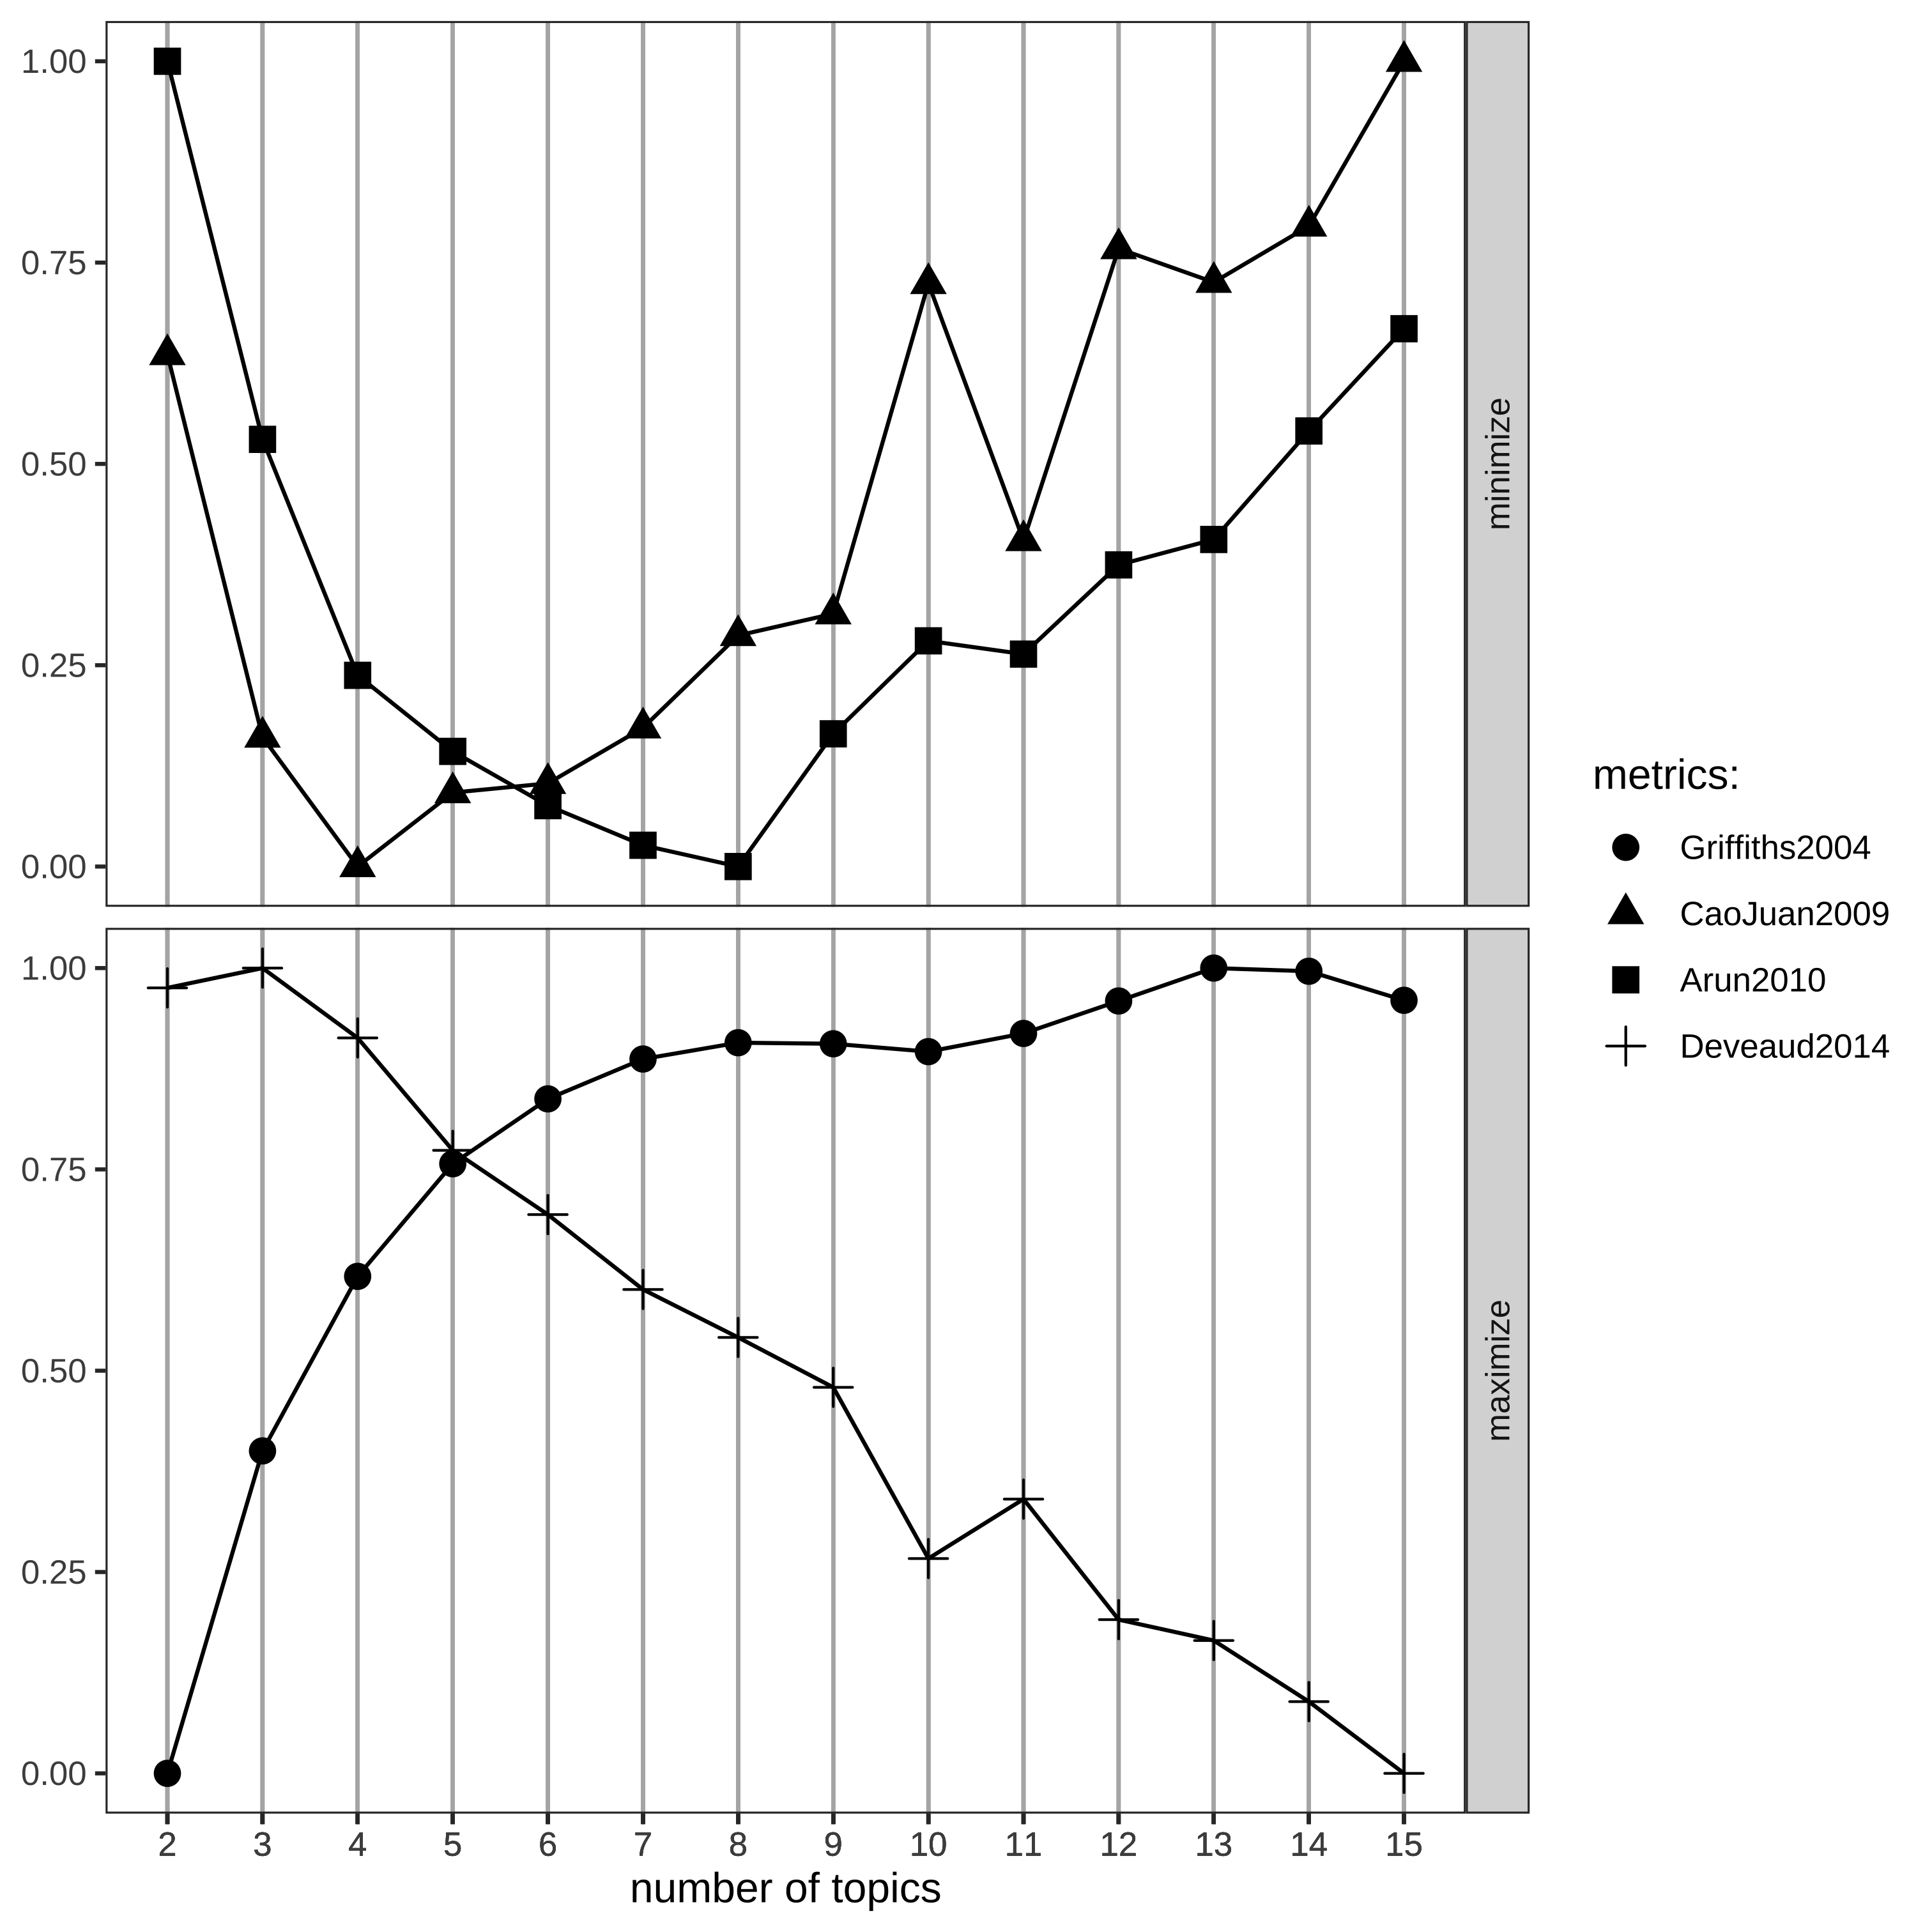 1.00
0.75
0.50
0.25
0.00
minimize
1.00
0.75
0.50
0.25
0.00
maximize
2 3 4 5 6 7 8 9 10 11 12 13 14 15
number of topics
metrics:
Griffiths2004
CaoJuan2009
Arun2010
Deveaud2014